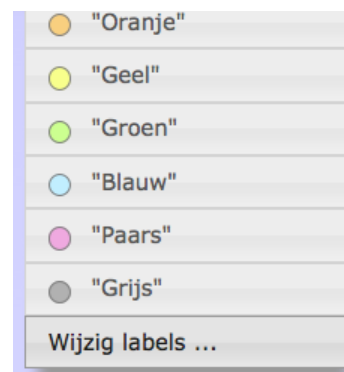 "Oranje"
"Geel"
"Groen"
"Blauw"
"Paars"
"Grijs"
Wijzig labels ...